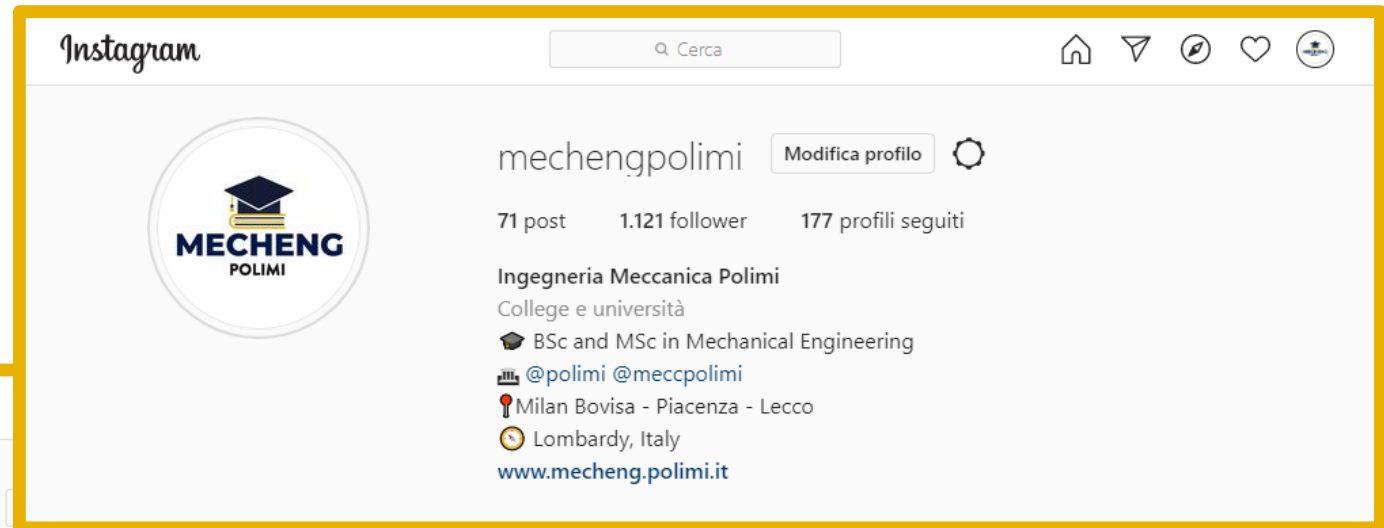 Instagram
Cerca
MECHENG
POLIMI
mechengpolimi Modifica profilo
71 post 1.121 follower 177 profili seguiti
Ingegneria Meccanica Polimi
College e università
🎓 BSc and MSc in Mechanical Engineering
@polimi @meccpolimi
Milan Bovisa - Piacenza - Lecco
Lombardy, Italy
www.mecheng.polimi.it